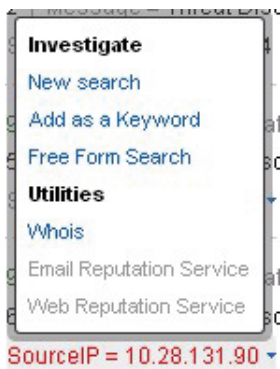 Investigate
New search
Add as a Keyword
Free Form Search
Utilities
Whois
Email Reputation Service
Web Reputation Service
SourceIP = 10.28.131.90